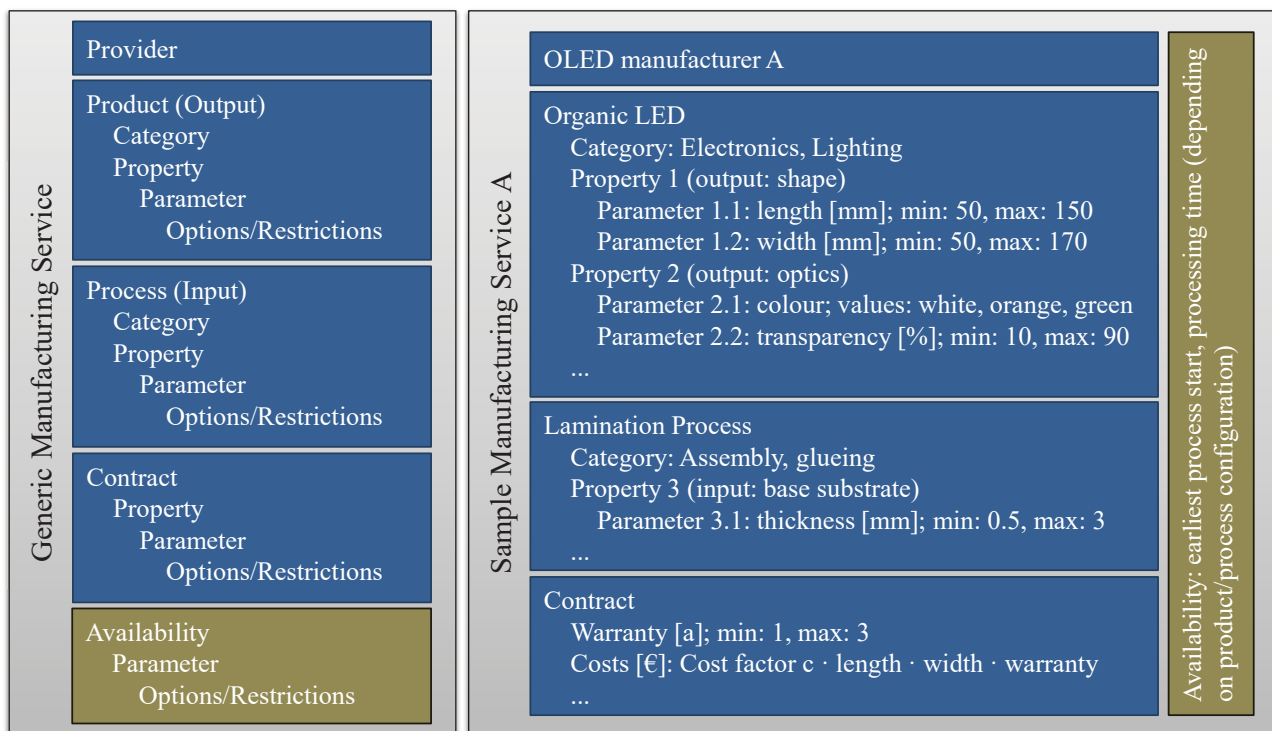 Generic Manufacturing Service
Provider
Product (Output)
Category
Property
Parameter
Options/Restrictions
Process (Input)
Category
Property
Parameter
Options/Restrictions
Contract
Property
Parameter
Options/Restrictions
Availability
Parameter
Options/Restrictions
Sample Manufacturing Service A
OLED manufacturer A
Organic LED
Category: Electronics, Lighting
Property 1 (output: shape)
Parameter 1.1: length [mm]; min: 50, max: 150
Parameter 1.2: width [mm]; min: 50, max: 170
Property 2 (output: optics)
Parameter 2.1: colour; values: white, orange, green
Parameter 2.2: transparency [%]; min: 10, max: 90
...
Lamination Process
Category: Assembly, glueing
Property 3 (input: base substrate)
Parameter 3.1: thickness [mm]; min: 0.5, max: 3
...
Contract
Warranty [a]; min: 1, max: 3
Costs [€]: Cost factor c · length · width · warranty
...
Availability: earliest process start, processing time (depending
on product/process configuration)